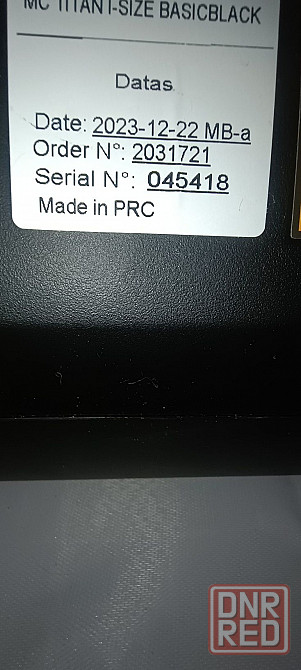 MC TITAN T-SIZE BASICBLACK
Datas
Date: 2023-12-22 MB-a
Order N°: 2031721
Serial N°: 045418
Made in PRC
DNR
RED